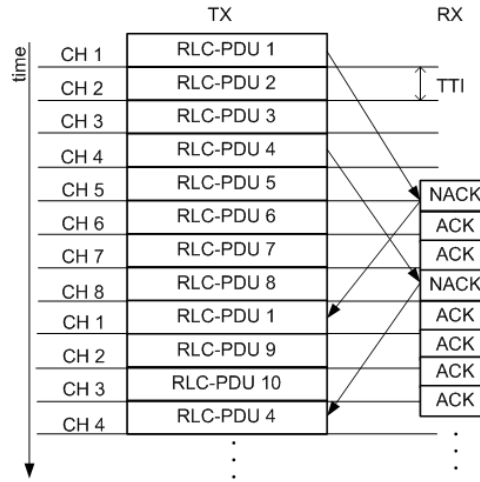 TX RX
time
CH 1 RLC-PDU 1
CH 2 RLC-PDU 2 TTI
CH 3 RLC-PDU 3
CH 4 RLC-PDU 4
CH 5 RLC-PDU 5 NACK
CH 6 RLC-PDU 6 ACK
CH 7 RLC-PDU 7 ACK
CH 8 RLC-PDU 8 NACK
CH 1 RLC-PDU 1 ACK
CH 2 RLC-PDU 9 ACK
CH 3 RLC-PDU 10 ACK
CH 4 RLC-PDU 4 ACK